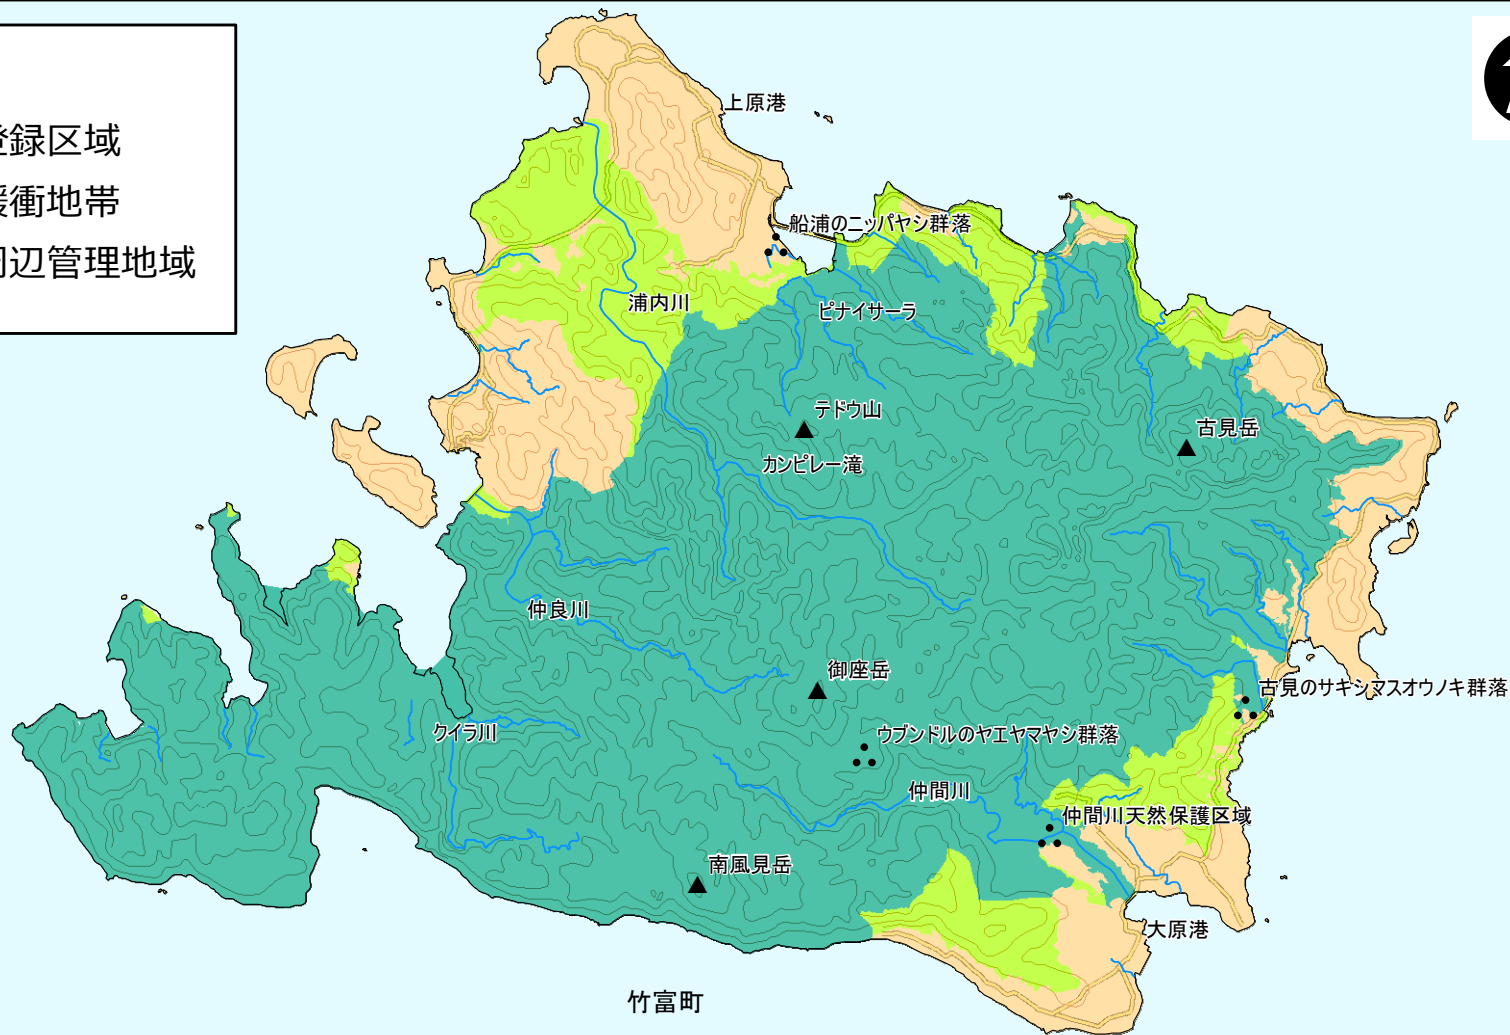 登録区域
緩衝地帯
周辺管理地域
上原港
船浦のニッパヤシ群落
浦内川
ピナイサーラ
テドウ山
古見岳
カンピレー滝
仲良川
御座岳
古見のサキシマスオウノキ群落
クイラ川
ウブンドルのヤエヤマヤシ群落
仲間川
仲間川天然保護区域
南風見岳
大原港
竹富町